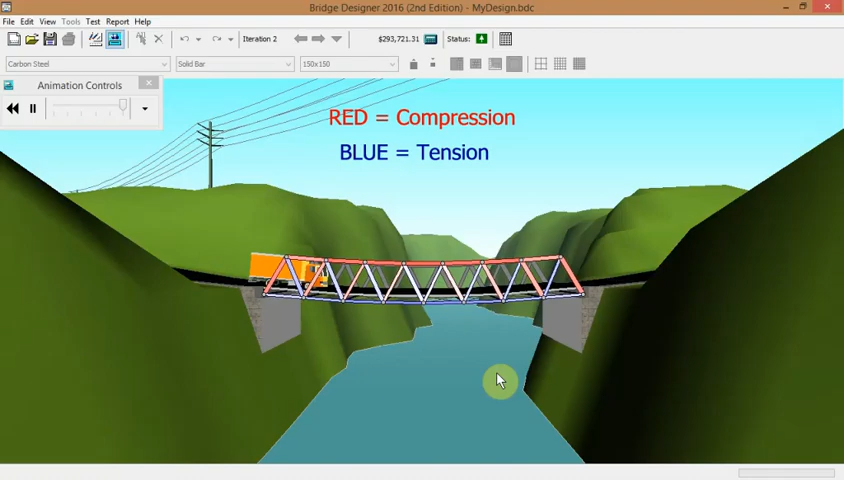 Bridge Designer 2016 (2nd Edition) - MyDesign.bdc
File Edit View Tools Test Report Help
Iteration 2 $293,721.31 Status:
Carbon Steel Solid Bar 150x150
Animation Controls
RED = Compression
BLUE = Tension